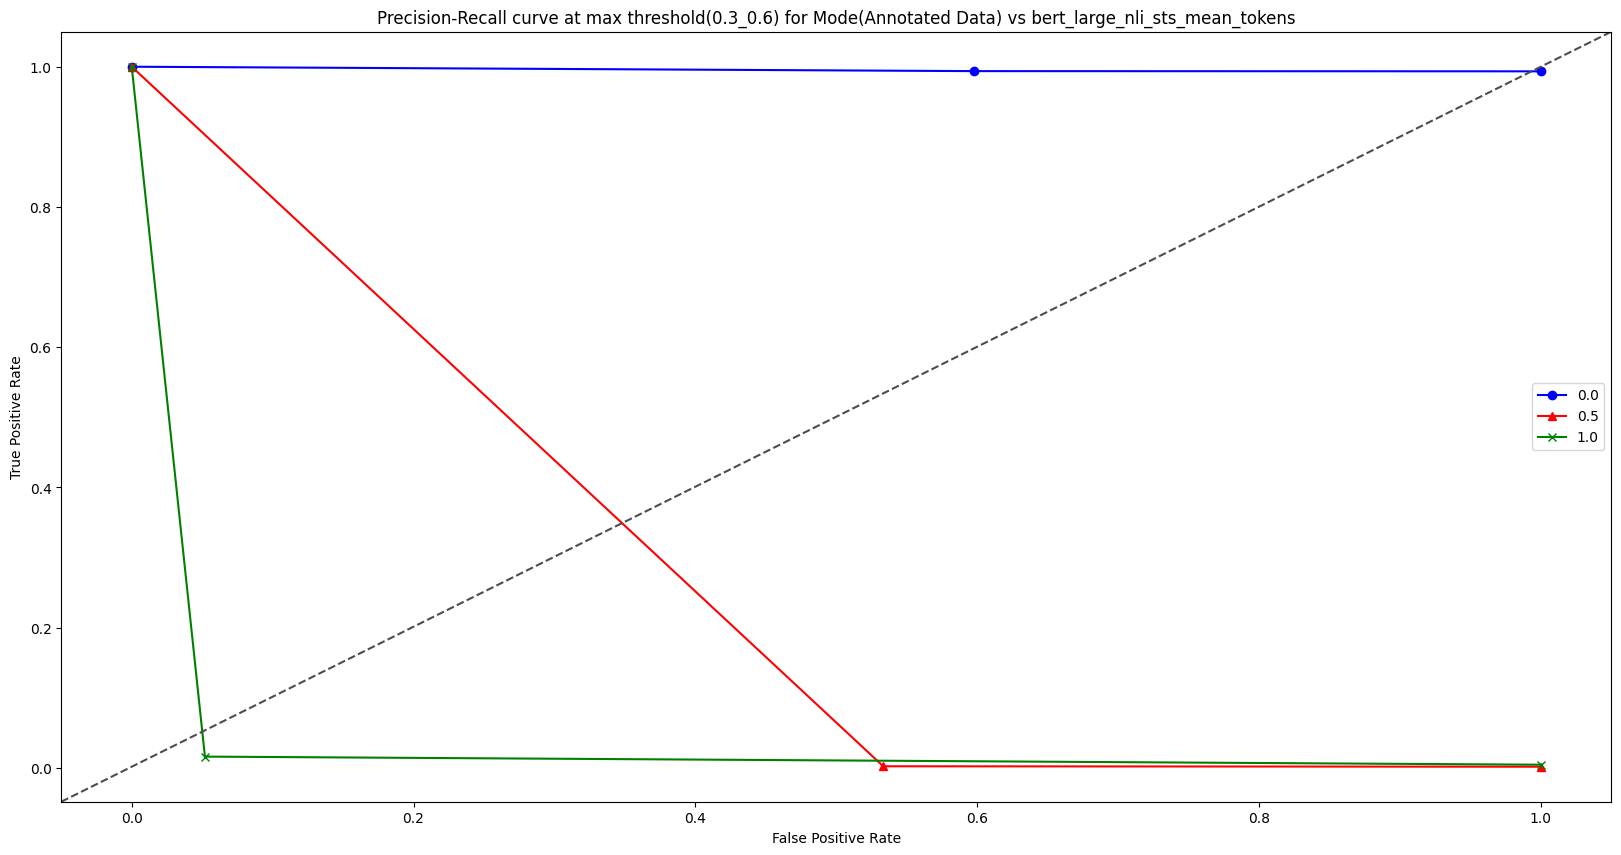 Precision-Recall curve at max threshold(0.3_0.6) for Mode(Annotated Data) vs bert_large_nli_sts_mean_tokens
1.0
0.8
0.6
0.4
0.2
0.0
True Positive Rate
0.0
0.5
1.0
0.0 0.2 0.4 0.6 0.8 1.0
False Positive Rate